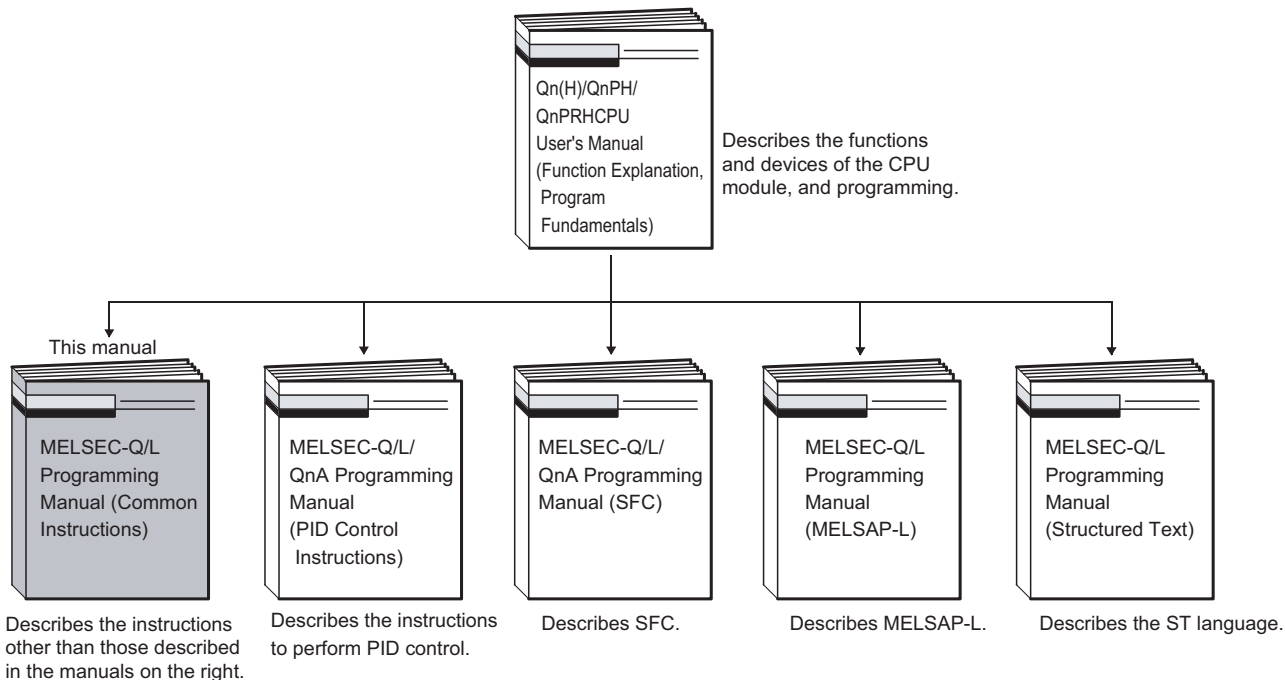 Qn(H)/QnPH/
QnPRHCPU
User's Manual
(Function Explanation,
Program
Fundamentals)
Describes the functions
and devices of the CPU
module, and programming.
This manual
MELSEC-Q/L
Programming
Manual (Common
Instructions)
Describes the instructions
other than those described
in the manuals on the right.
MELSEC-Q/L/
QnA Programming
Manual
(PID Control
Instructions)
Describes the instructions
to perform PID control.
MELSEC-Q/L/
QnA Programming
Manual (SFC)
Describes SFC.
MELSEC-Q/L
Programming
Manual
(MELSAP-L)
Describes MELSAP-L.
MELSEC-Q/L
Programming
Manual
(Structured Text)
Describes the ST language.